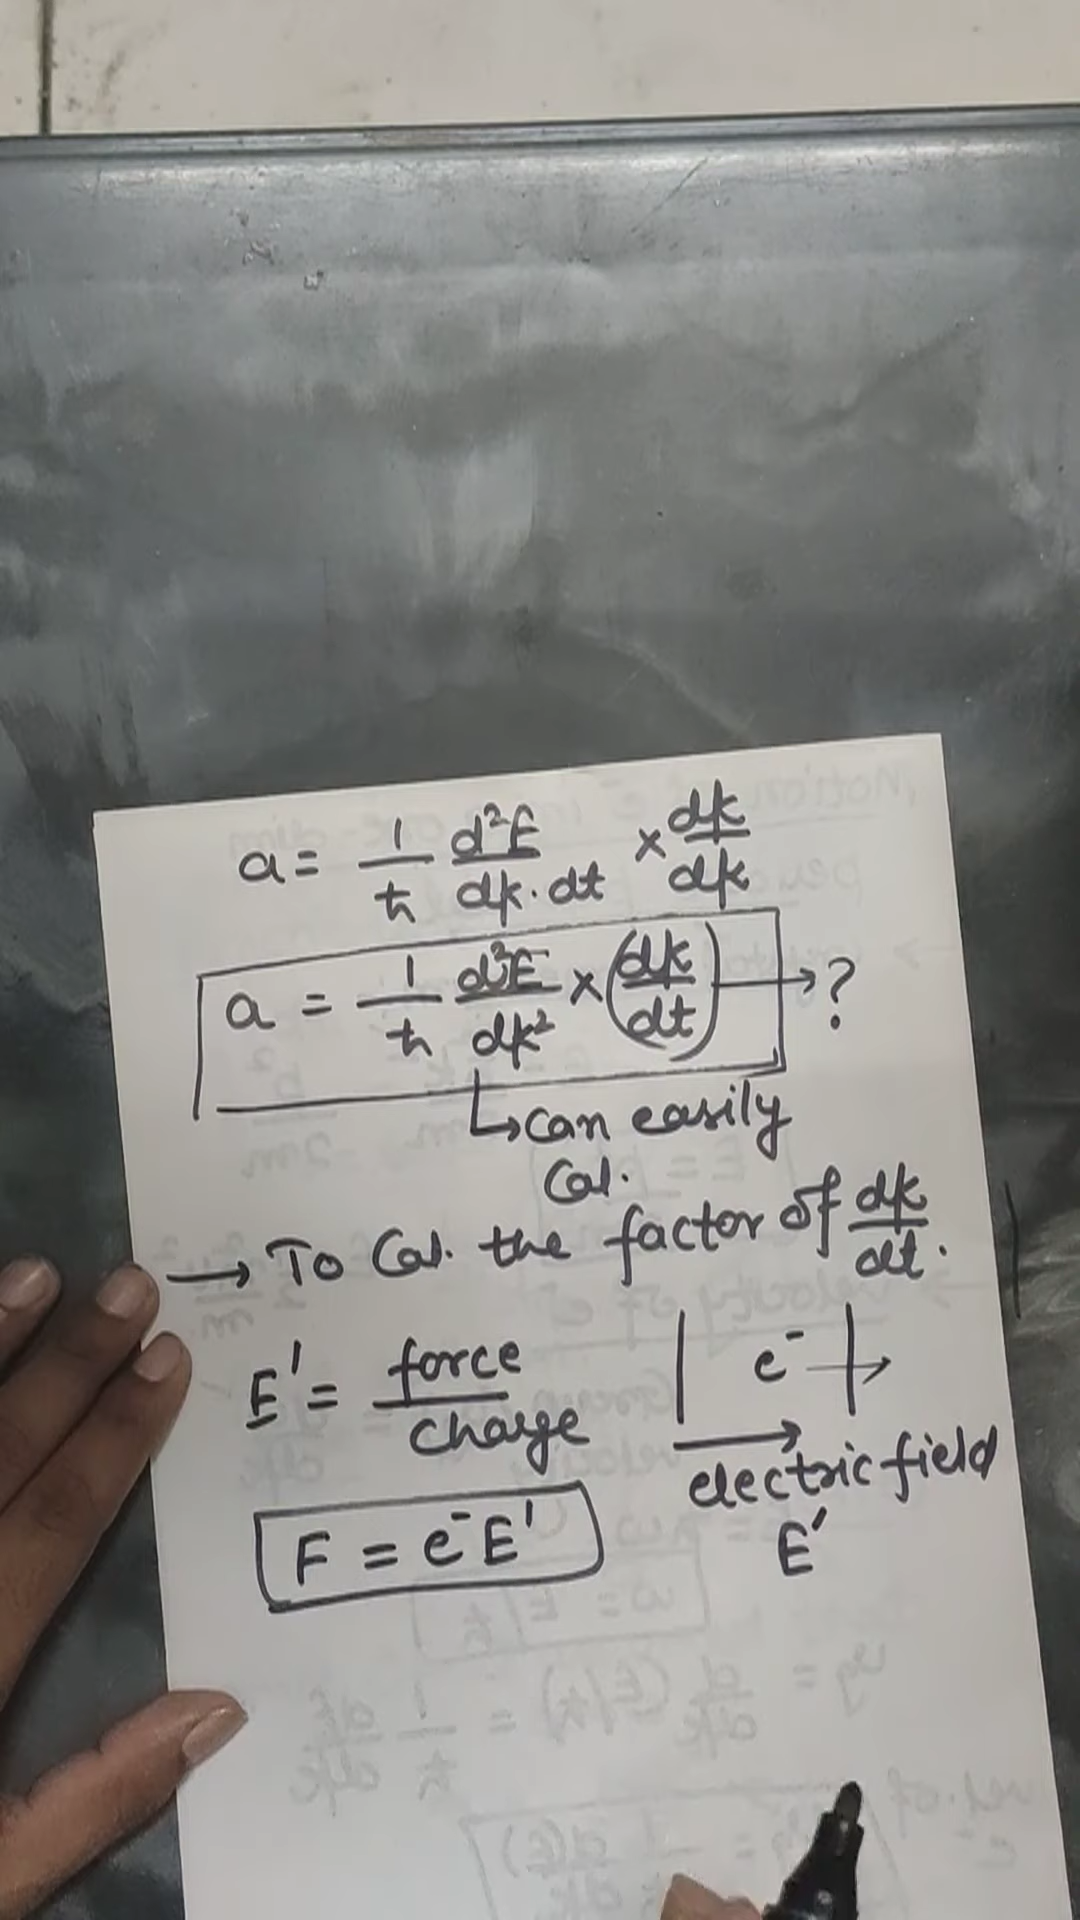 a = 1/ħ d²E/dk·dt × dk/dk
a = 1/ħ d²E/dk² × (dk/dt) → ?
↳ can easily
Cal.
→ To Cal. the factor of dk/dt.
E' = force/charge
e⁻ →
→
electric field
E'
F = e⁻E'